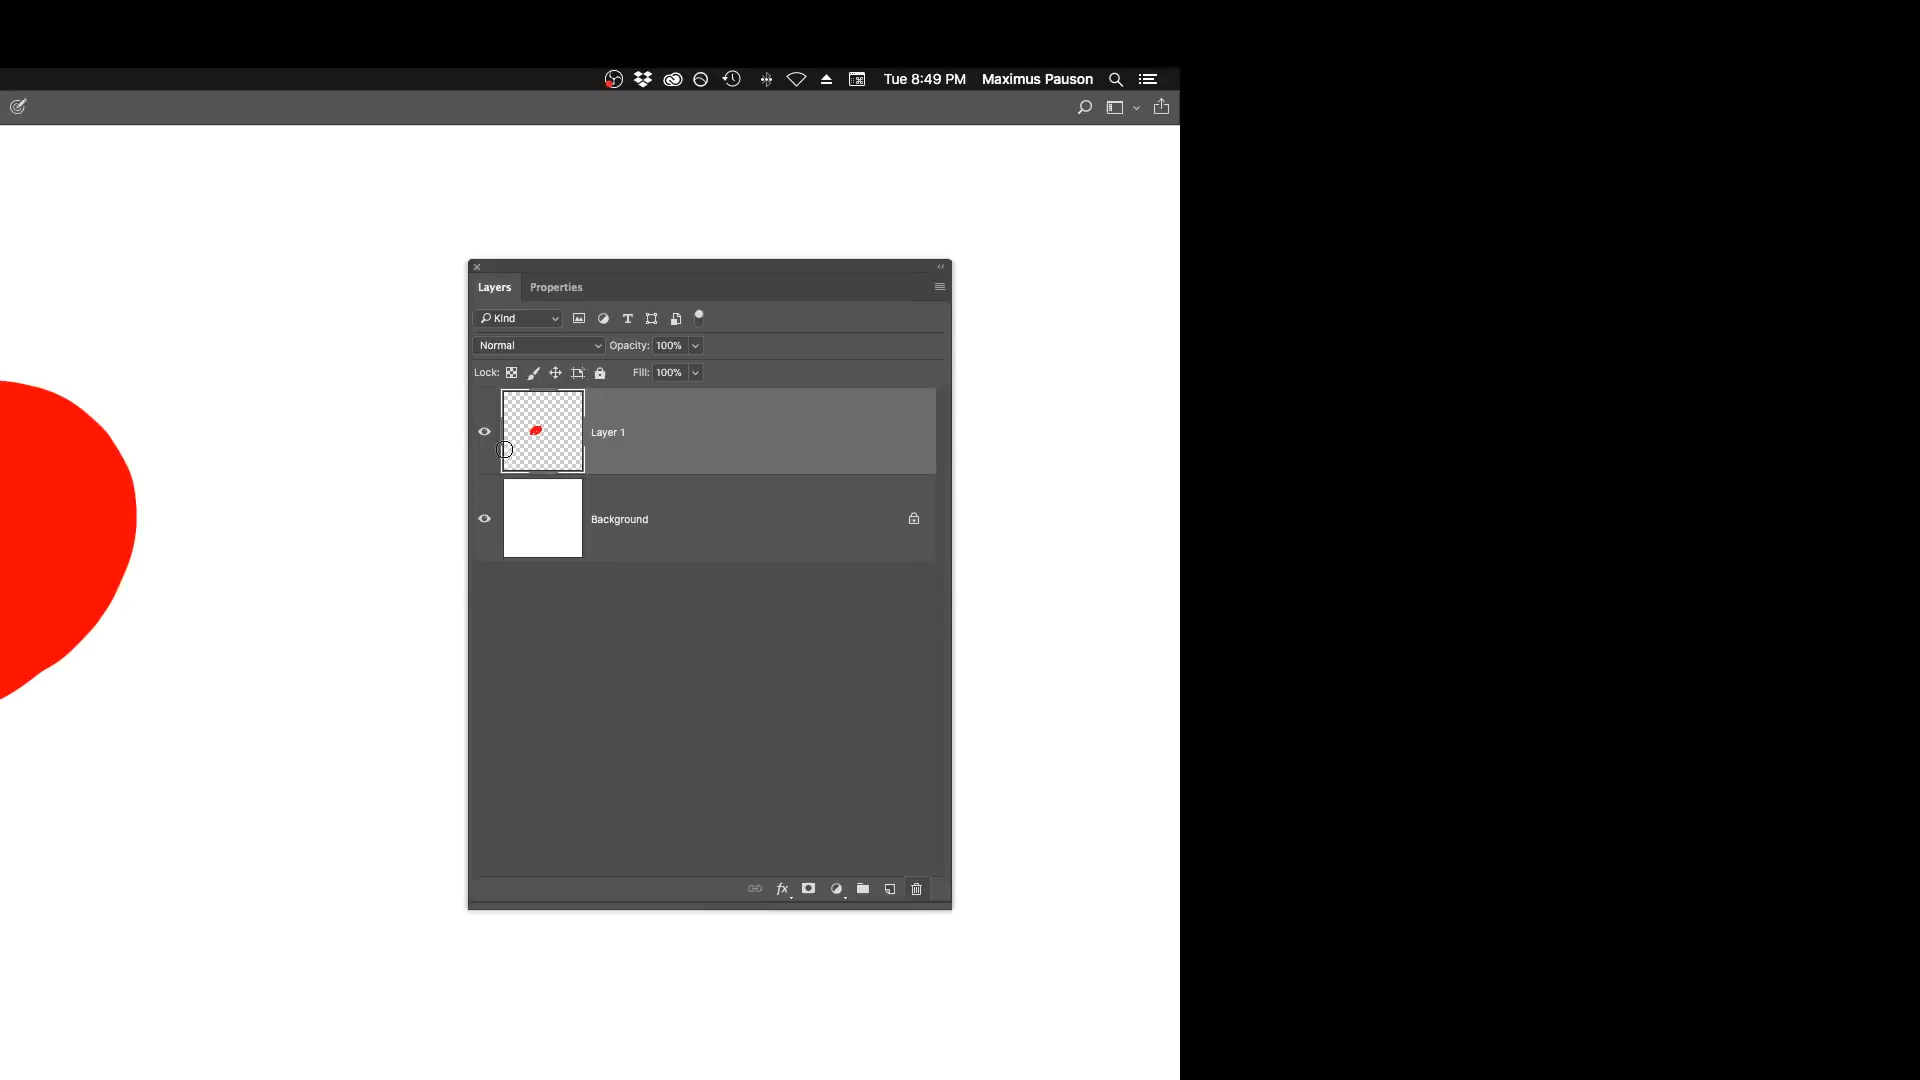 Tue 8:49 PM Maximus Pauson
Layers Properties
Kind T
Normal Opacity: 100%
Lock: Fill: 100%
Layer 1
Background
fx